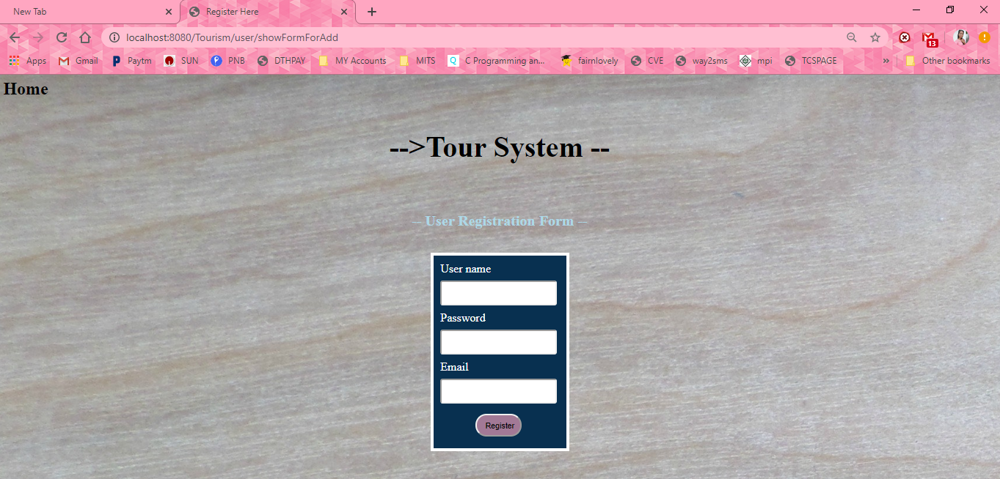 New Tab
Register Here
localhost:8080/Tourism/user/showFormForAdd
13
Apps
Gmail
P Paytm
SUN
PNB
DTHPAY
MY Accounts
MITS
Q C Programming an...
fairnlovely
CVE
way2sms
mpi
TCSPAGE
»
Other bookmarks
Home
-->Tour System --
-- User Registration Form --
User name
Password
Email
Register